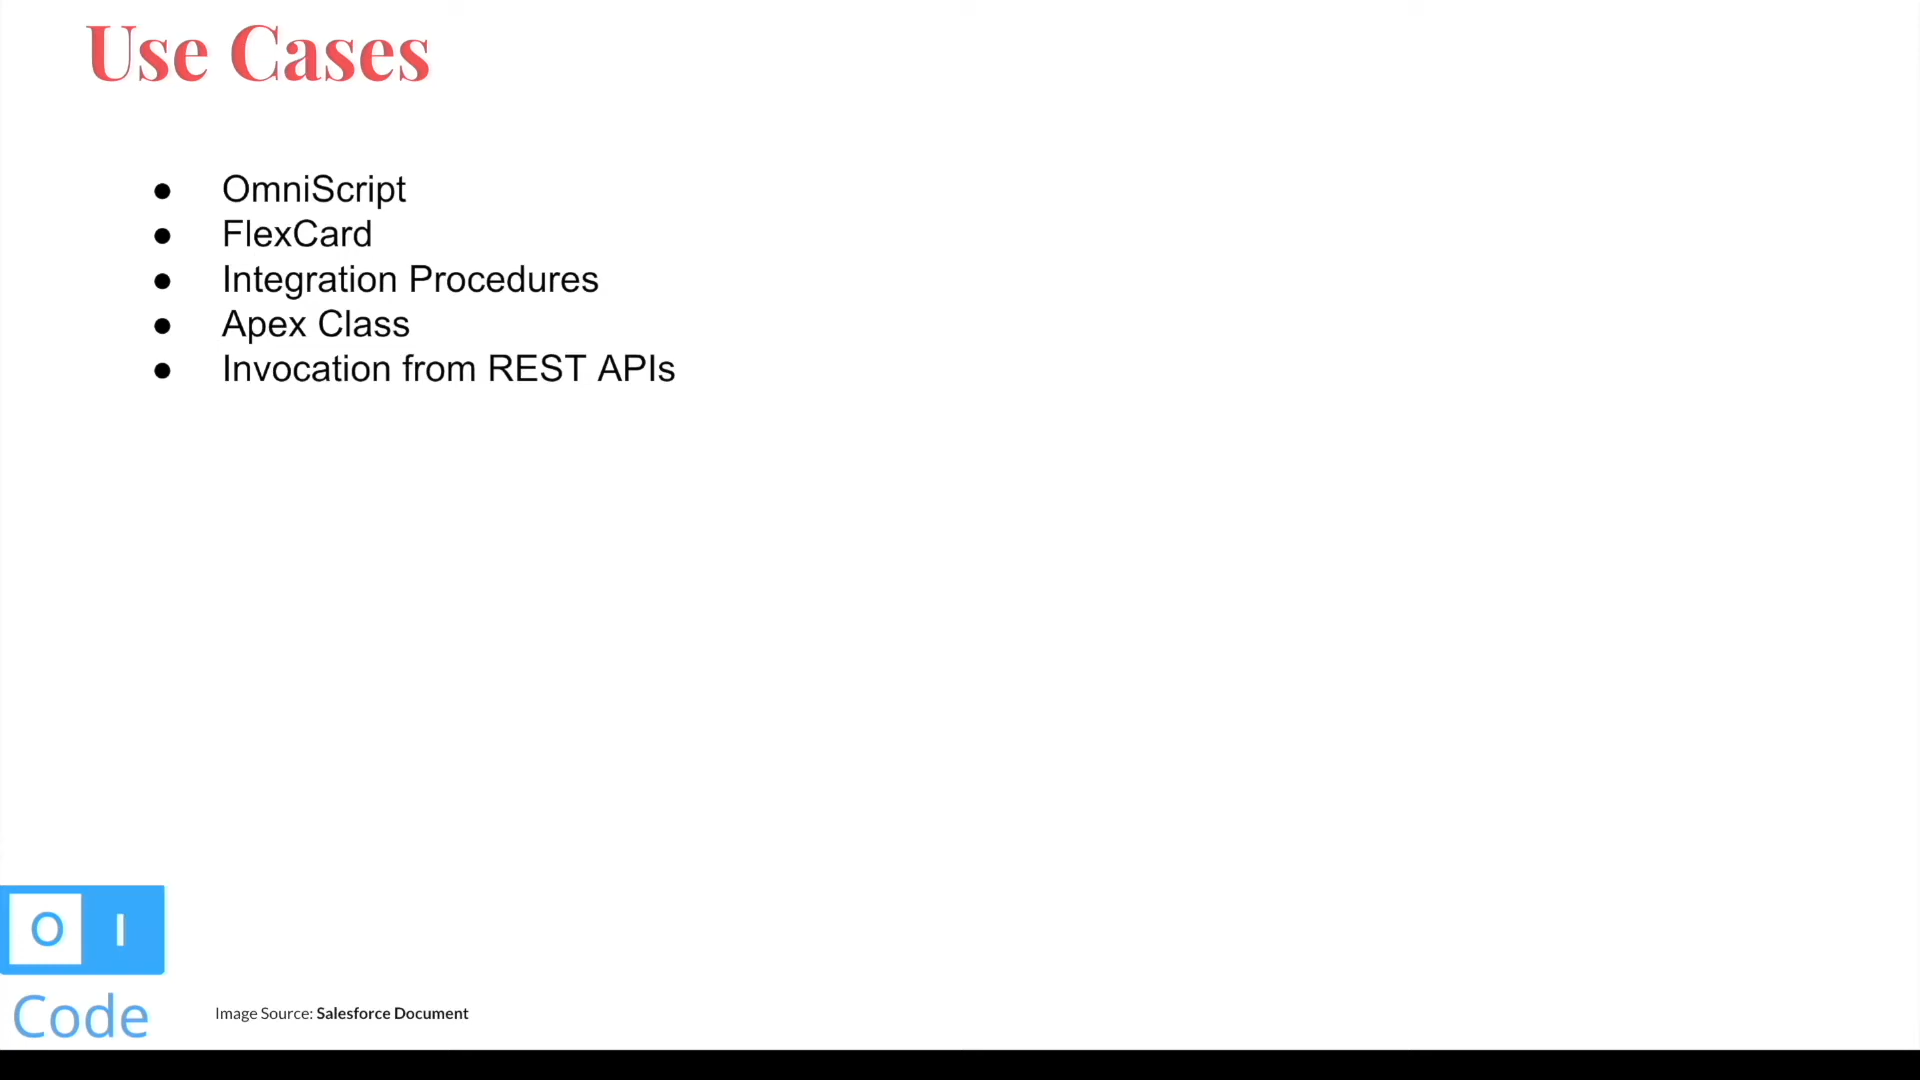 Use Cases
● OmniScript
● FlexCard
● Integration Procedures
● Apex Class
● Invocation from REST APIs
O I
Code
Image Source: Salesforce Document